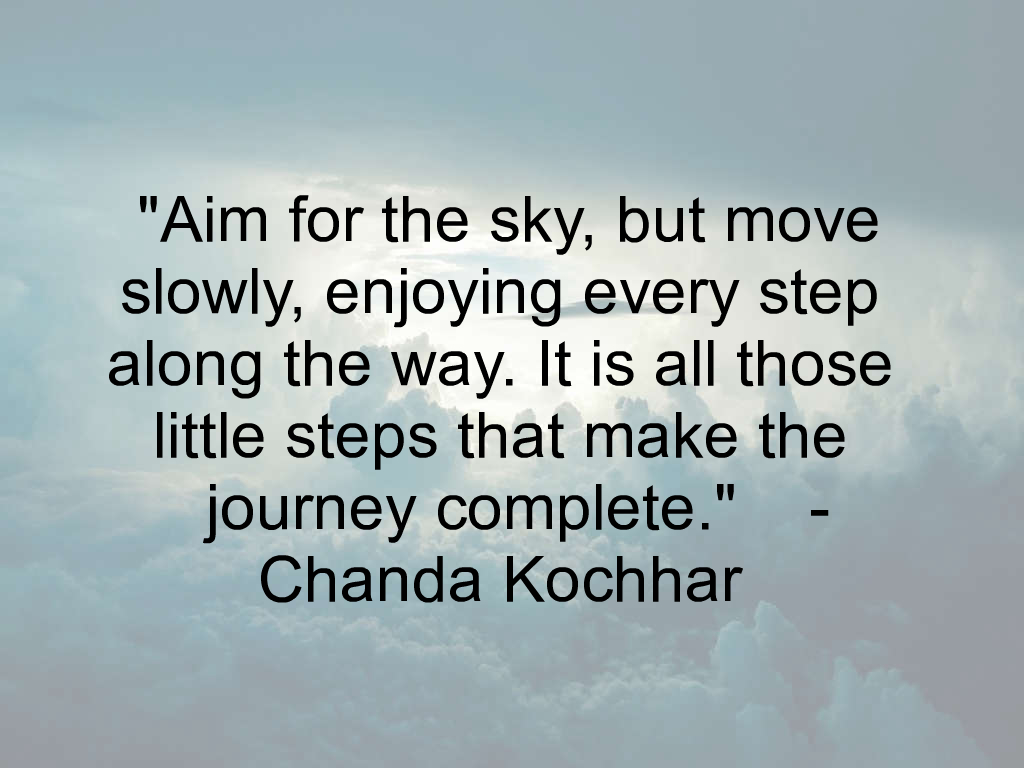 "Aim for the sky, but move
slowly, enjoying every step
along the way. It is all those
little steps that make the
journey complete."    -
Chanda Kochhar